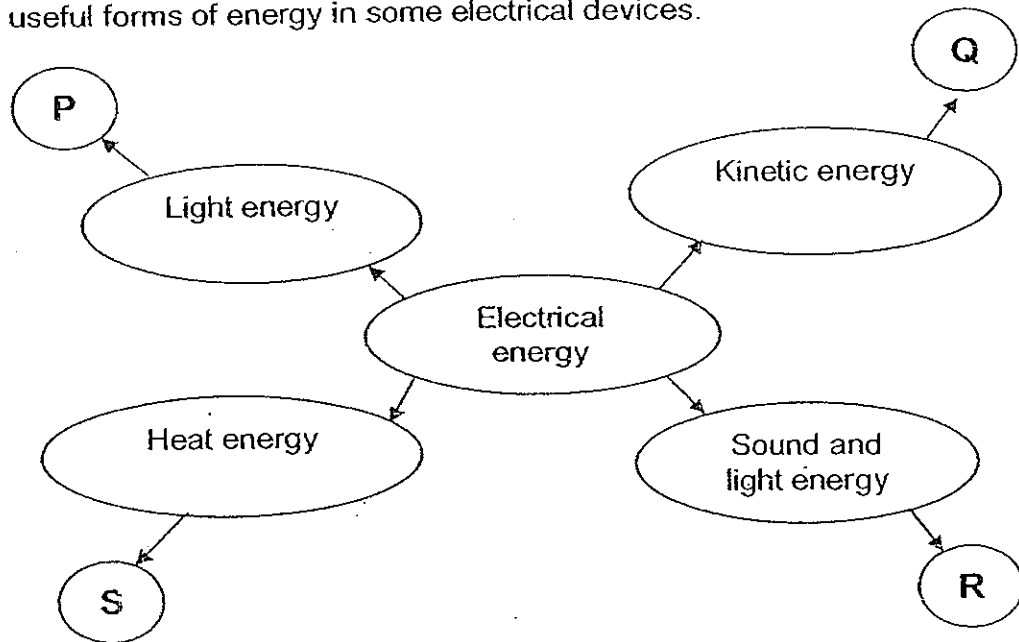 useful forms of energy in some electrical devices.
Q
P
Kinetic energy
Light energy
Electrical
energy
Heat energy
Sound and
light energy
S
R